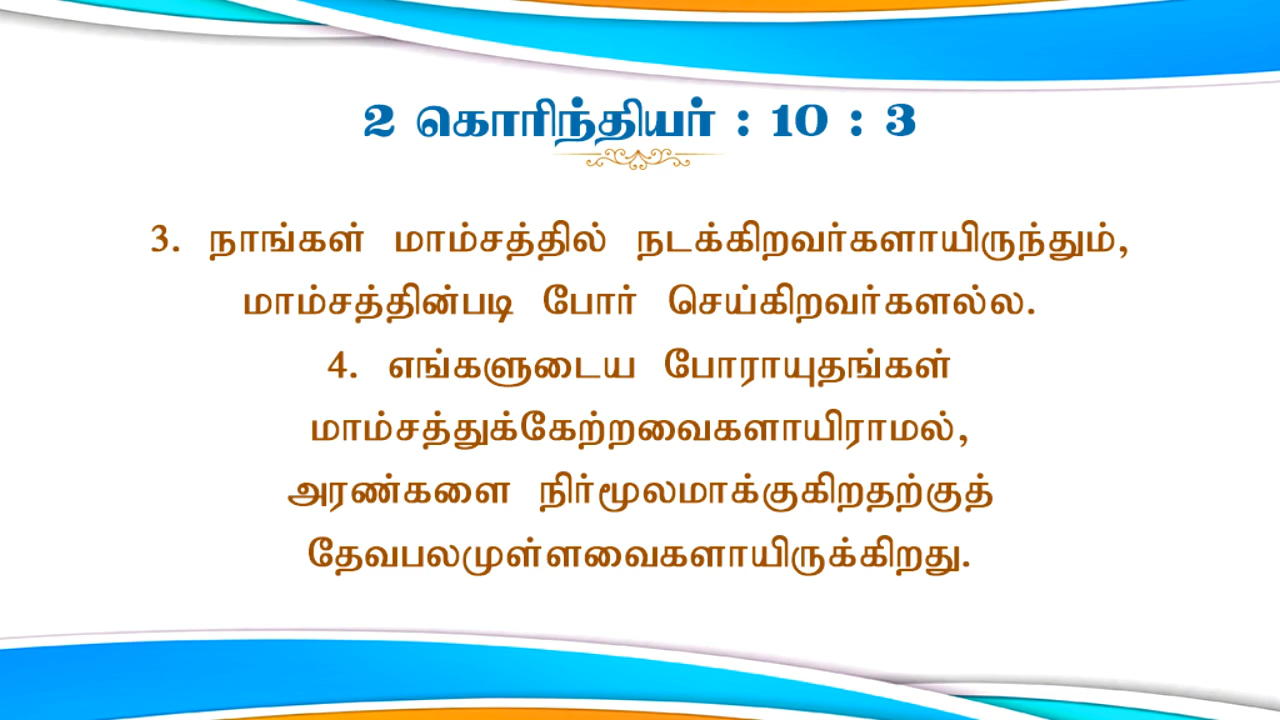 2 கொரிந்தியர் : 10 : 3
3. நாங்கள் மாம்சத்தில் நடக்கிறவர்களாயிருந்தும்,
மாம்சத்தின்படி போர் செய்கிறவர்களல்ல.
4. எங்களுடைய போராயுதங்கள்
மாம்சத்துக்கேற்றவைகளாயிராமல்,
அரண்களை நிர்மூலமாக்குகிறதற்குத்
தேவபலமுள்ளவைகளாயிருக்கிறது.